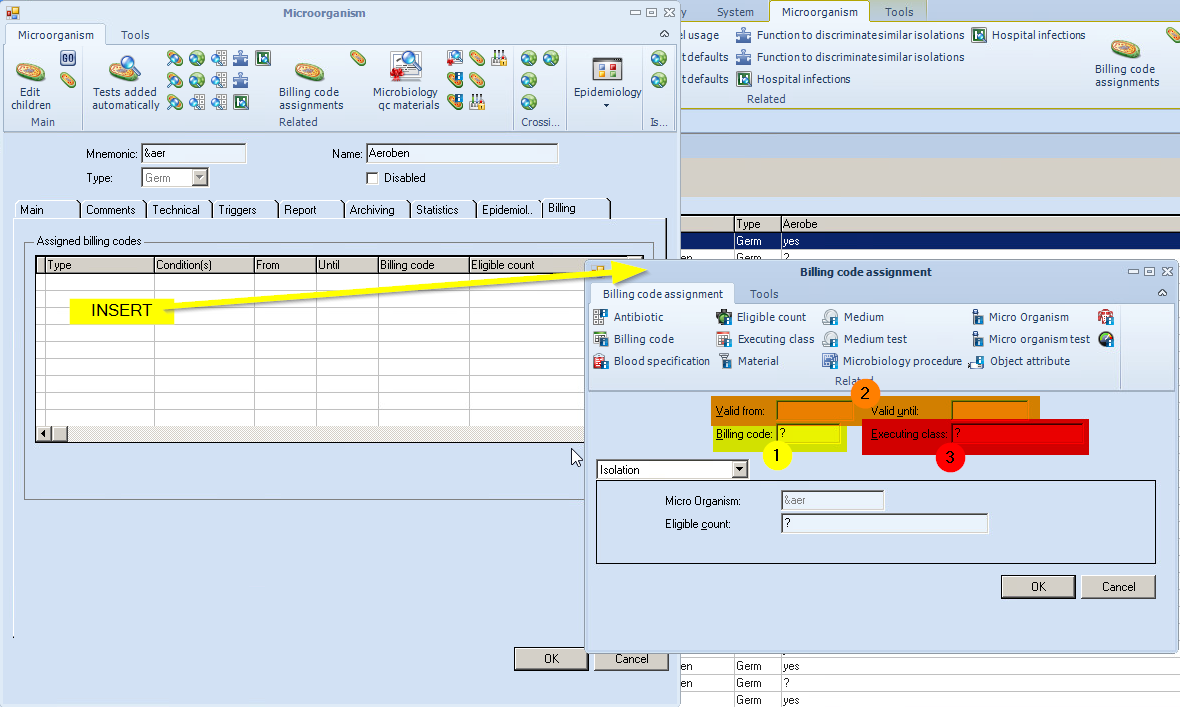 Microorganism
Microorganism Tools
GO
Edit children
Main
Tests added automatically
Billing code assignments
Microbiology qc materials
Related
Crossi...
Epidemiology
Is...
y System Microorganism Tools
el usage Function to discriminatesimilar isolations Hospital infections
t defaults Function to discriminatesimilar isolations
t defaults Hospital infections
Billing code assignments
Related
Mnemonic: &aer Name: Aeroben
Type: Germ Disabled
Main Comments Technical Triggers Report Archiving Statistics Epidemiol.. Billing
Assigned billing codes
Type Condition(s) From Until Billing code Eligible count
INSERT
Type Aerobe
Germ yes
en Germ ?
Billing code assignment
Billing code assignment Tools
Antibiotic Eligible count Medium Micro Organism
Billing code Executing class Medium test Micro organism test
Blood specification Material Microbiology procedure Object attribute
Related
2
Valid from: Valid until:
Billing code: ? Executing class: ?
1 3
Isolation
Micro Organism: &aer
Eligible count: ?
OK Cancel
OK Cancel
en Germ yes
en Germ ?
Germ yes